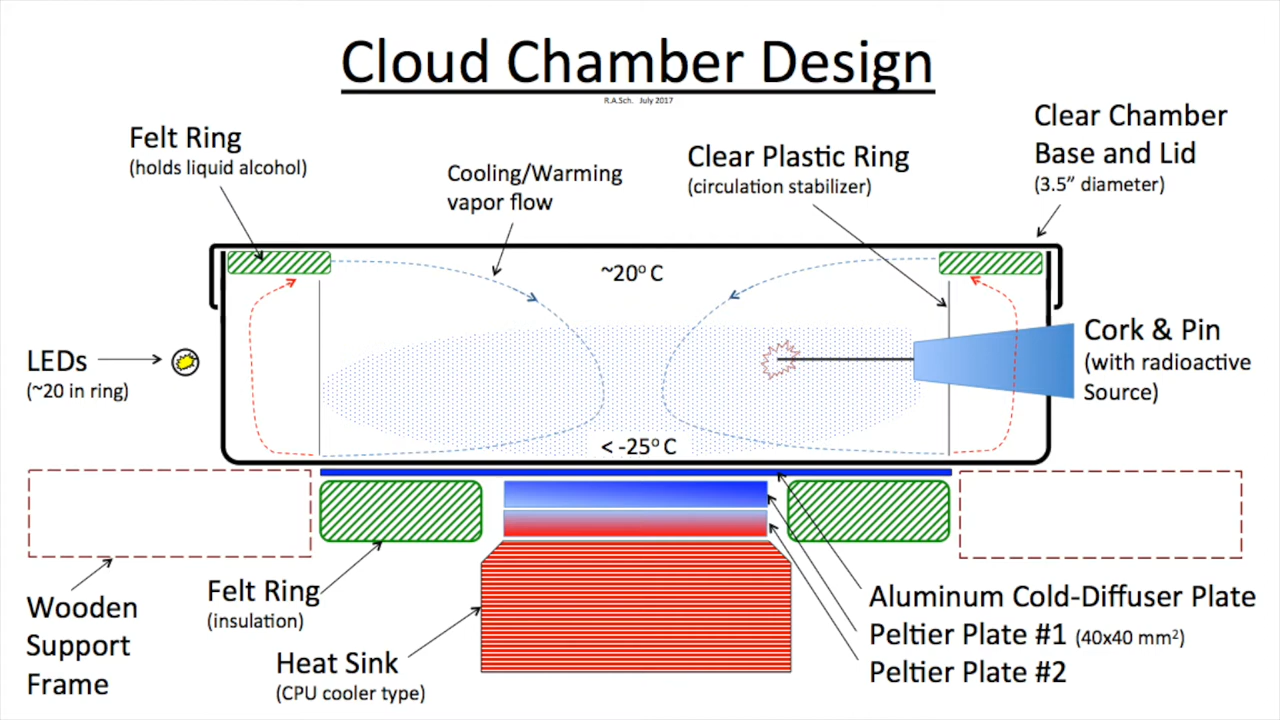 Cloud Chamber Design
R.A.Sch. July 2017
Felt Ring
(holds liquid alcohol)
Cooling/Warming
vapor flow
Clear Plastic Ring
(circulation stabilizer)
Clear Chamber
Base and Lid
(3.5” diameter)
~20° C
LEDs
(~20 in ring)
Cork & Pin
(with radioactive
Source)
< -25° C
Wooden
Support
Frame
Felt Ring
(insulation)
Heat Sink
(CPU cooler type)
Aluminum Cold-Diffuser Plate
Peltier Plate #1 (40x40 mm²)
Peltier Plate #2